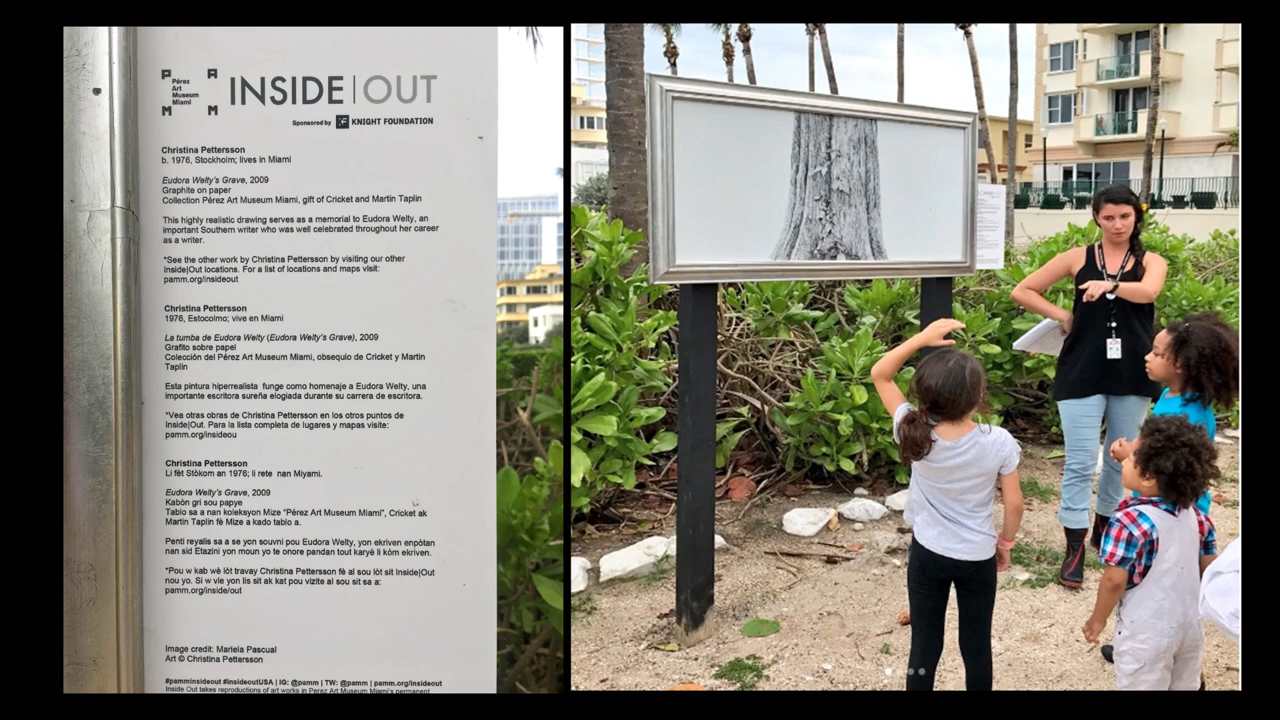 P A
Pérez
Art
Museum
Miami
M M
INSIDE|OUT
Sponsored by KNIGHT FOUNDATION
Christina Pettersson
b. 1976, Stockholm; lives in Miami
Eudora Welty's Grave, 2009
Graphite on paper
Collection Pérez Art Museum Miami, gift of Cricket and Martin Taplin
This highly realistic drawing serves as a memorial to Eudora Welty, an
important Southern writer who was well celebrated throughout her career
as a writer.
*See the other work by Christina Pettersson by visiting our other
Inside|Out locations. For a list of locations and maps visit:
pamm.org/insideout
Christina Pettersson
1976, Estocolmo; vive en Miami
La tumba de Eudora Welty (Eudora Welty's Grave), 2009
Grafito sobre papel
Colección del Pérez Art Museum Miami, obsequio de Cricket y Martin
Taplin
Esta pintura hiperrealista funge como homenaje a Eudora Welty, una
importante escritora sureña elogiada durante su carrera de escritora.
*Vea otras obras de Christina Pettersson en los otros puntos de
Inside|Out. Para la lista completa de lugares y mapas visite:
pamm.org/insideou
Christina Pettersson
Li fèt Stòkom an 1976; li rete nan Miyami.
Eudora Welty's Grave, 2009
Kabòn gri sou papye
Tablo sa a nan koleksyon Mize "Pérez Art Museum Miami", Cricket ak
Martin Taplin fè Mize a kado tablo a.
Penti reyalis sa a se yon souvni pou Eudora Welty, yon ekriven enpòtan
nan sid Etazini yon moun yo te onore pandan tout karyè li kòm ekriven.
*Pou w kab wè lòt travay Christina Pettersson fè al sou lòt sit Inside|Out
nou yo. Si w vle yon lis sit ak kat pou vizite al sou sit sa a:
pamm.org/inside/out
Image credit: Mariela Pascual
Art © Christina Pettersson
#pamminsideout #insideoutUSA | IG: @pamm | TW: @pamm | pamm.org/insideout
Inside Out takes reproductions of art works in Perez Art Museum Miami's permanent